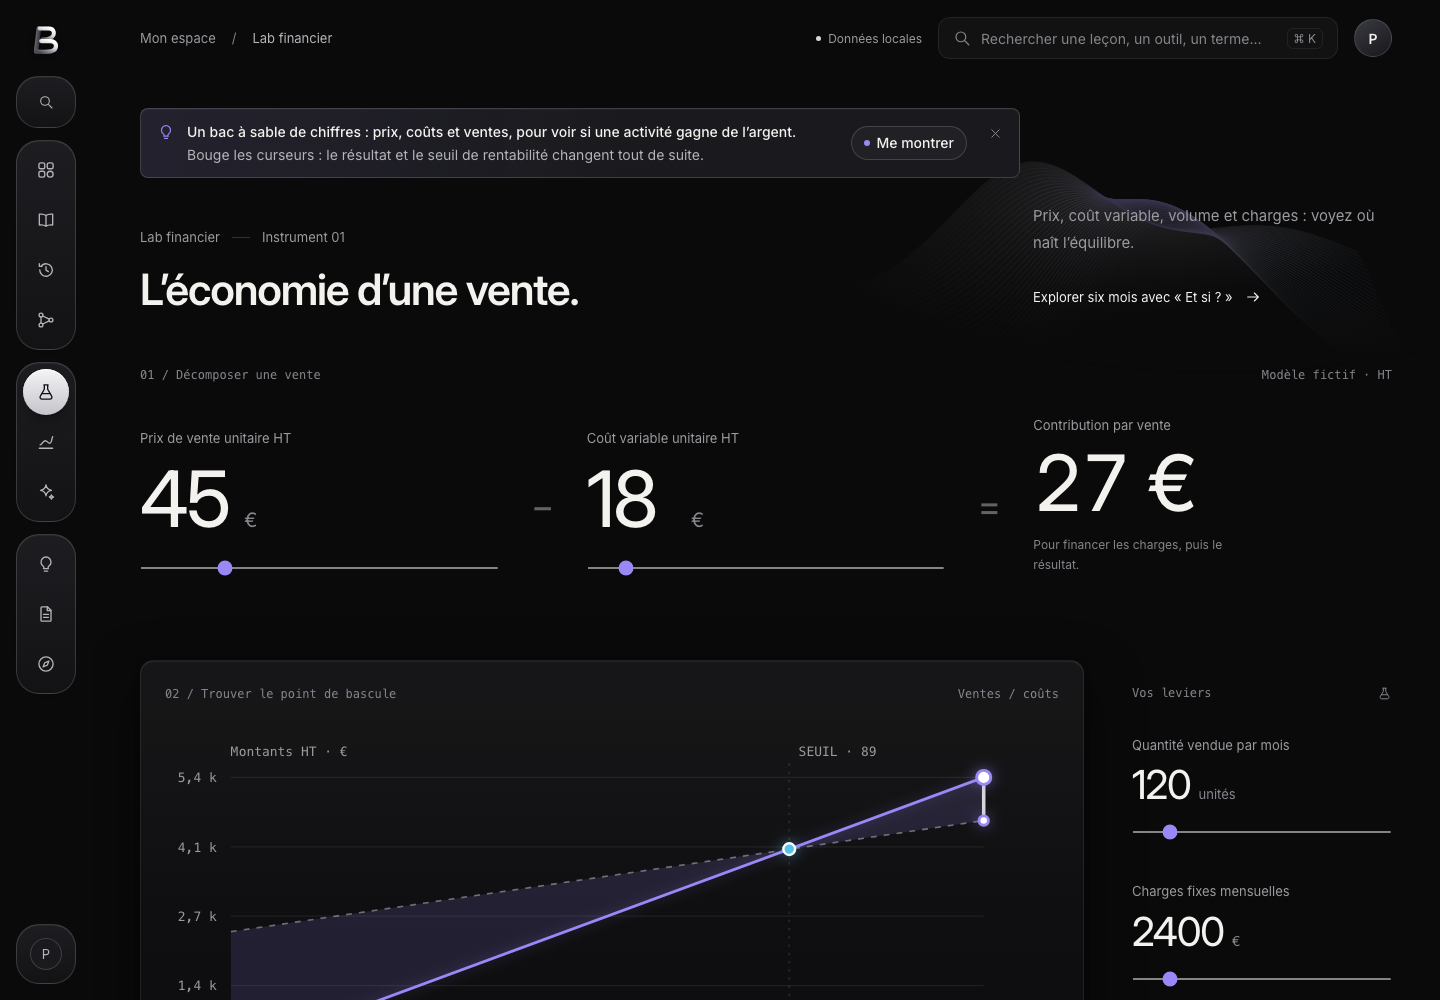 B
Mon espace / Lab financier
Données locales
Rechercher une leçon, un outil, un terme...
⌘ K
P
Un bac à sable de chiffres : prix, coûts et ventes, pour voir si une activité gagne de l’argent.
Bouge les curseurs : le résultat et le seuil de rentabilité changent tout de suite.
Me montrer
Lab financier — Instrument 01
L’économie d’une vente.
Prix, coût variable, volume et charges : voyez où
naît l’équilibre.
Explorer six mois avec « Et si ? » →
01 / Décomposer une vente
Modèle fictif · HT
Prix de vente unitaire HT
45 €
−
Coût variable unitaire HT
18 €
=
Contribution par vente
27 €
Pour financer les charges, puis le
résultat.
02 / Trouver le point de bascule
Ventes / coûts
Montants HT · €
SEUIL · 89
5,4 k
4,1 k
2,7 k
1,4 k
Vos leviers
Quantité vendue par mois
120 unités
Charges fixes mensuelles
2400 €
P